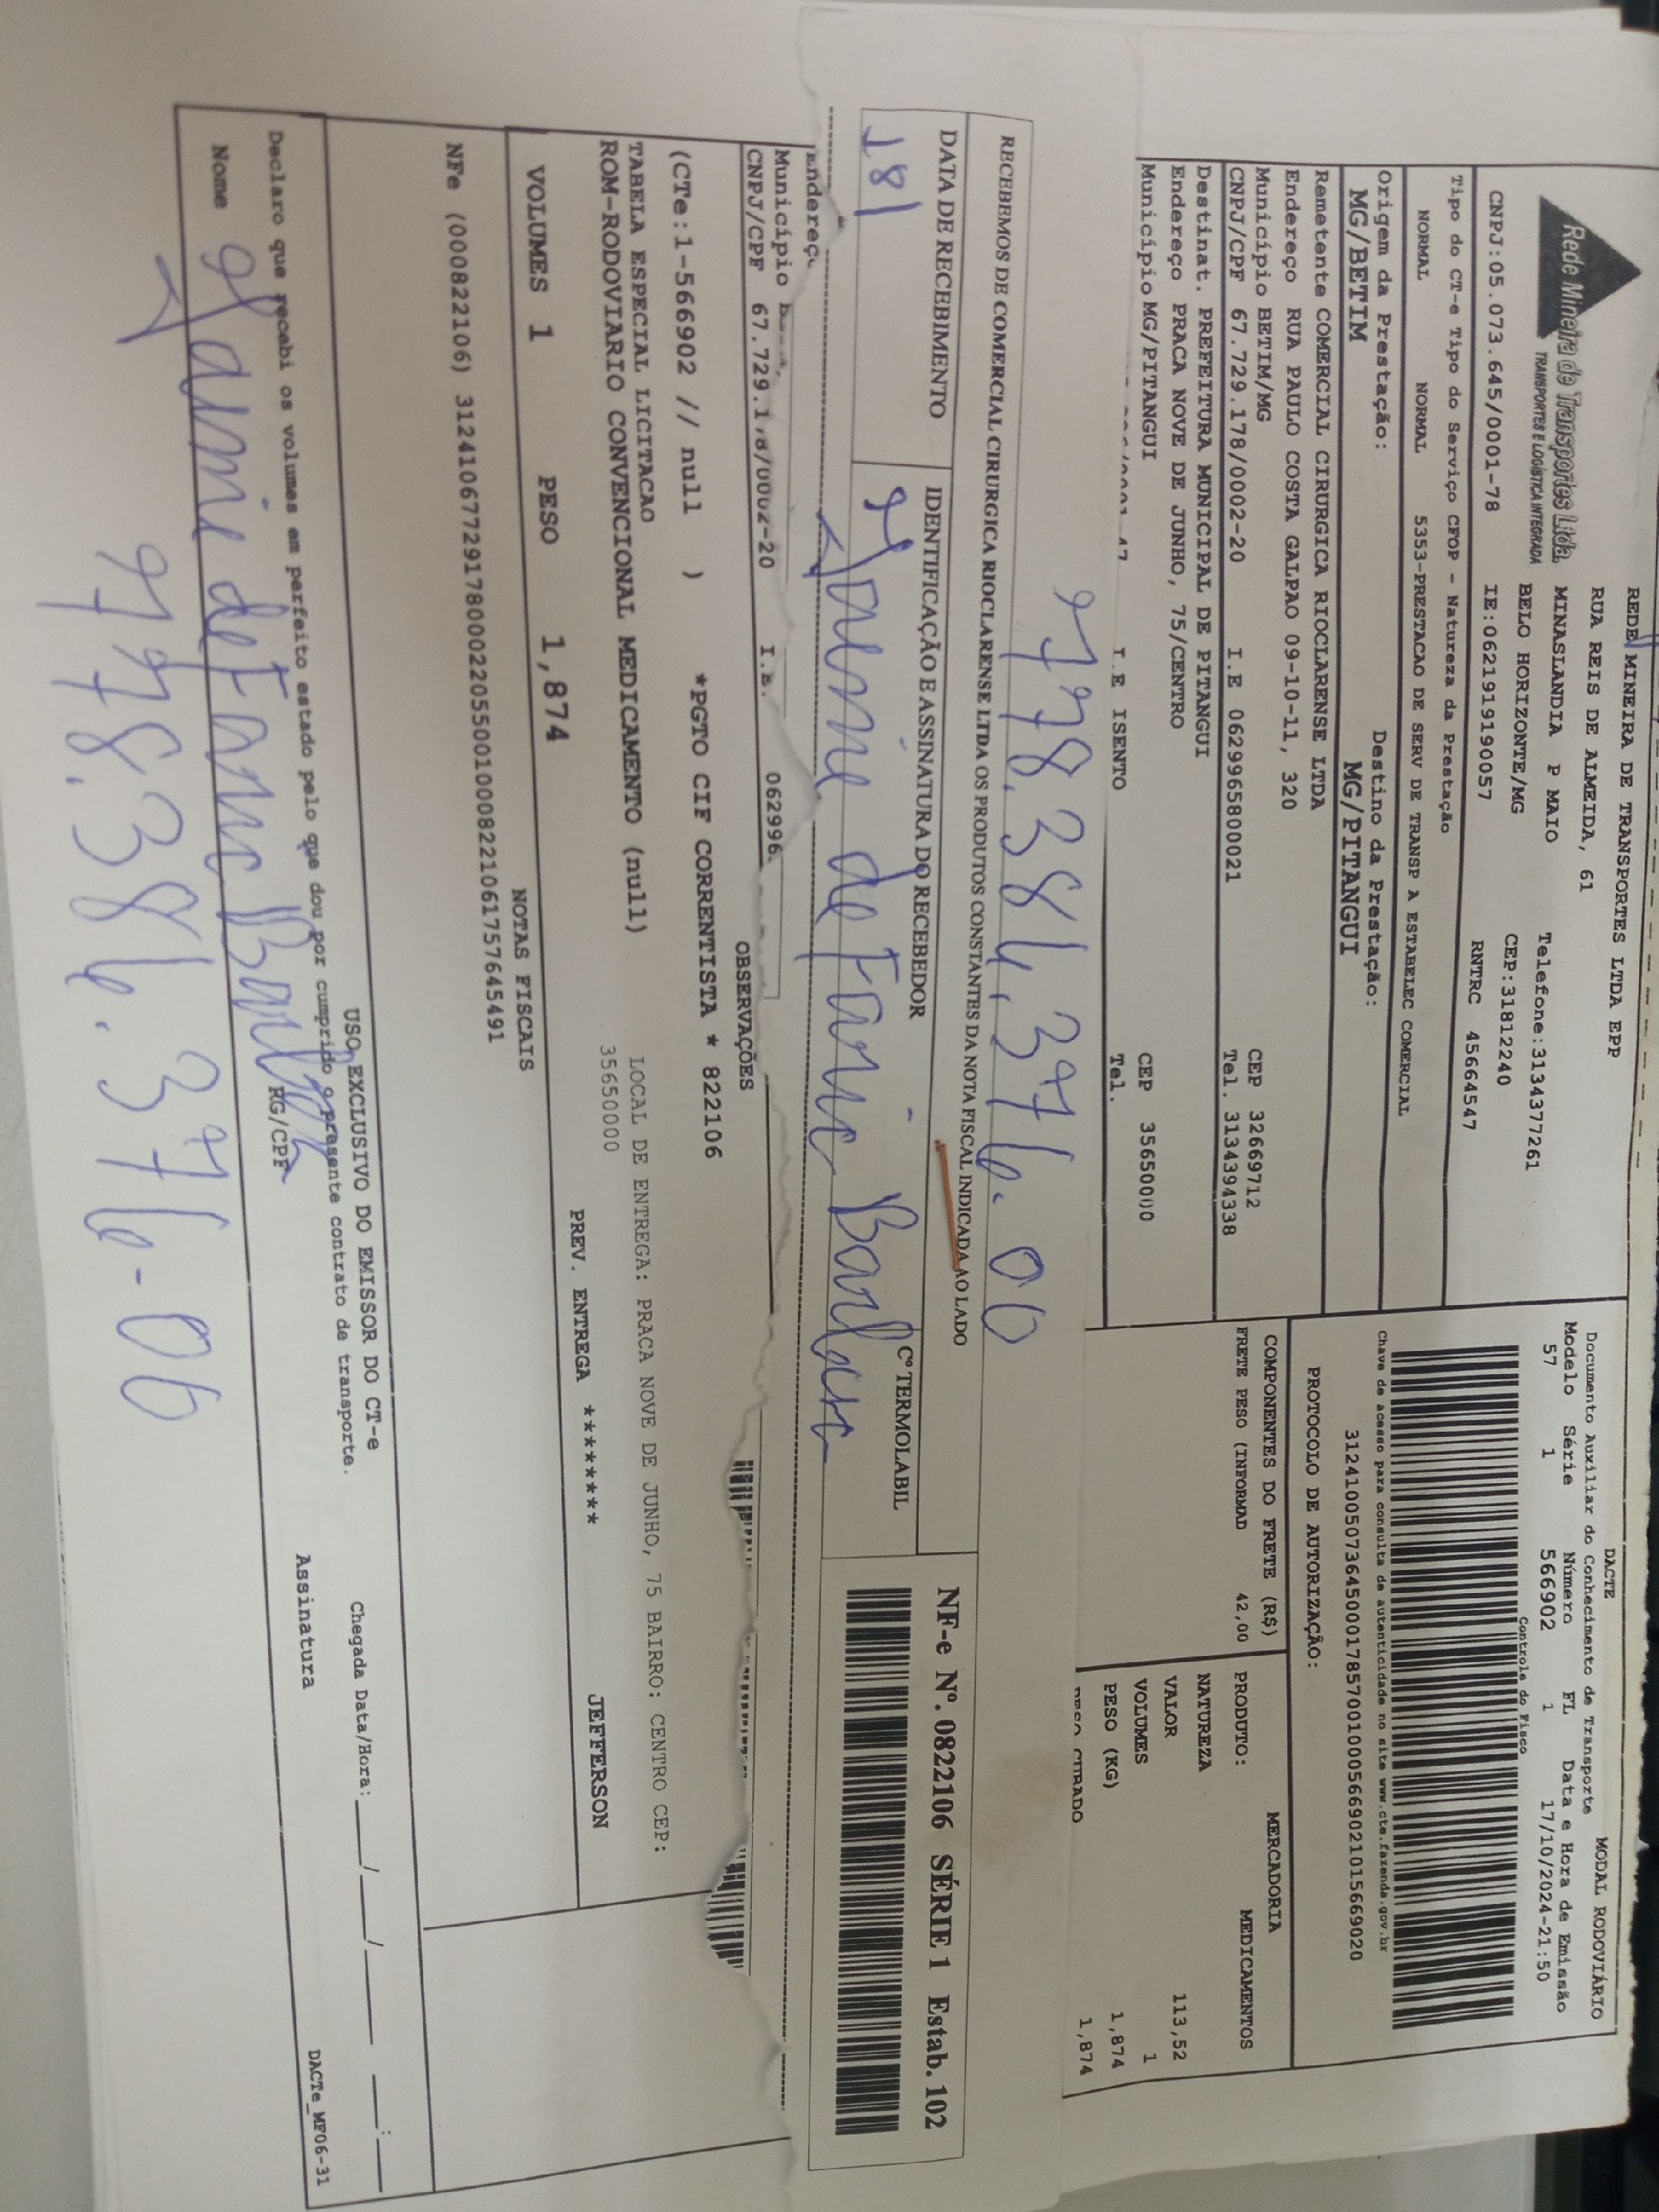 REDE MINEIRA DE TRANSPORTES LTDA EPP
RUA REIS DE ALMEIDA, 61
MINASLANDIA P MAIO Telefone:3134377261
BELO HORIZONTE/MG CEP:31812240
Rede Mineira de Transportes Ltda.
TRANSPORTES E LOGÍSTICA INTEGRADA
CNPJ:05.073.645/0001-78 IE:0621919190057 RNTRC 45664547
Tipo do CT-e Tipo do Serviço CFOP - Natureza da Prestação
NORMAL NORMAL 5353-PRESTACAO DE SERV DE TRANSP A ESTABELEC COMERCIAL
Origem da Prestação: Destino da Prestação:
MG/BETIM MG/PITANGUI
Remetente COMERCIAL CIRURGICA RIOCLARENSE LTDA
Endereço RUA PAULO COSTA GALPAO 09-10-11, 320
Município BETIM/MG CEP 32669712
CNPJ/CPF 67.729.178/0002-20 I.E 0629965800021 Tel. 3134394338
Destinat. PREFEITURA MUNICIPAL DE PITANGUI
Endereço PRACA NOVE DE JUNHO, 75/CENTRO
Município MG/PITANGUI CEP 35650000
I.E ISENTO Tel.
DACTE MODAL RODOVIÁRIO
Documento Auxiliar do Conhecimento de Transporte
Modelo Série Número FL Data e Hora de Emissão
57 1 566902 1 17/10/2024-21:50
Controle do Fisco
Chave de acesso para consulta de autenticidade no site www.cte.fazenda.gov.br
31241005073645000178570010005669021015669020
PROTOCOLO DE AUTORIZAÇÃO:
COMPONENTES DO FRETE (R$)
FRETE PESO (INFORMAD 42,00
MERCADORIA
PRODUTO: MEDICAMENTOS
NATUREZA
VALOR 113,52
VOLUMES 1
PESO (KG) 1,874
PESO CUBADO 1,874
RECEBEMOS DE COMERCIAL CIRURGICA RIOCLARENSE LTDA OS PRODUTOS CONSTANTES DA NOTA FISCAL INDICADA AO LADO
DATA DE RECEBIMENTO IDENTIFICAÇÃO E ASSINATURA DO RECEBEDOR
Cº TERMOLABIL
NF-e Nº. 0822106 SÉRIE 1 Estab. 102
Endereço
Município
CNPJ/CPF 67.729.178/0002-20 I.E. 062996
OBSERVAÇÕES
(CTe:1-566902 // null ) *PGTO CIF CORRENTISTA * 822106
TABELA ESPECIAL LICITACAO LOCAL DE ENTREGA: PRACA NOVE DE JUNHO, 75 BAIRRO: CENTRO CEP:
ROM-RODOVIARIO CONVENCIONAL MEDICAMENTO (null) 35650000
VOLUMES 1 PESO 1,874 PREV. ENTREGA ******** JEFFERSON
NOTAS FISCAIS
NFe (000822106) 31241067729178000220550010008221061757645491
USO EXCLUSIVO DO EMISSOR DO CT-e
Declaro que recebi os volumes em perfeito estado pelo que dou por cumprido o presente contrato de transporte.
Chegada Data/Hora:___/___/_____ ___:___
Nome RG/CPF Assinatura
DACTe_MF06-31